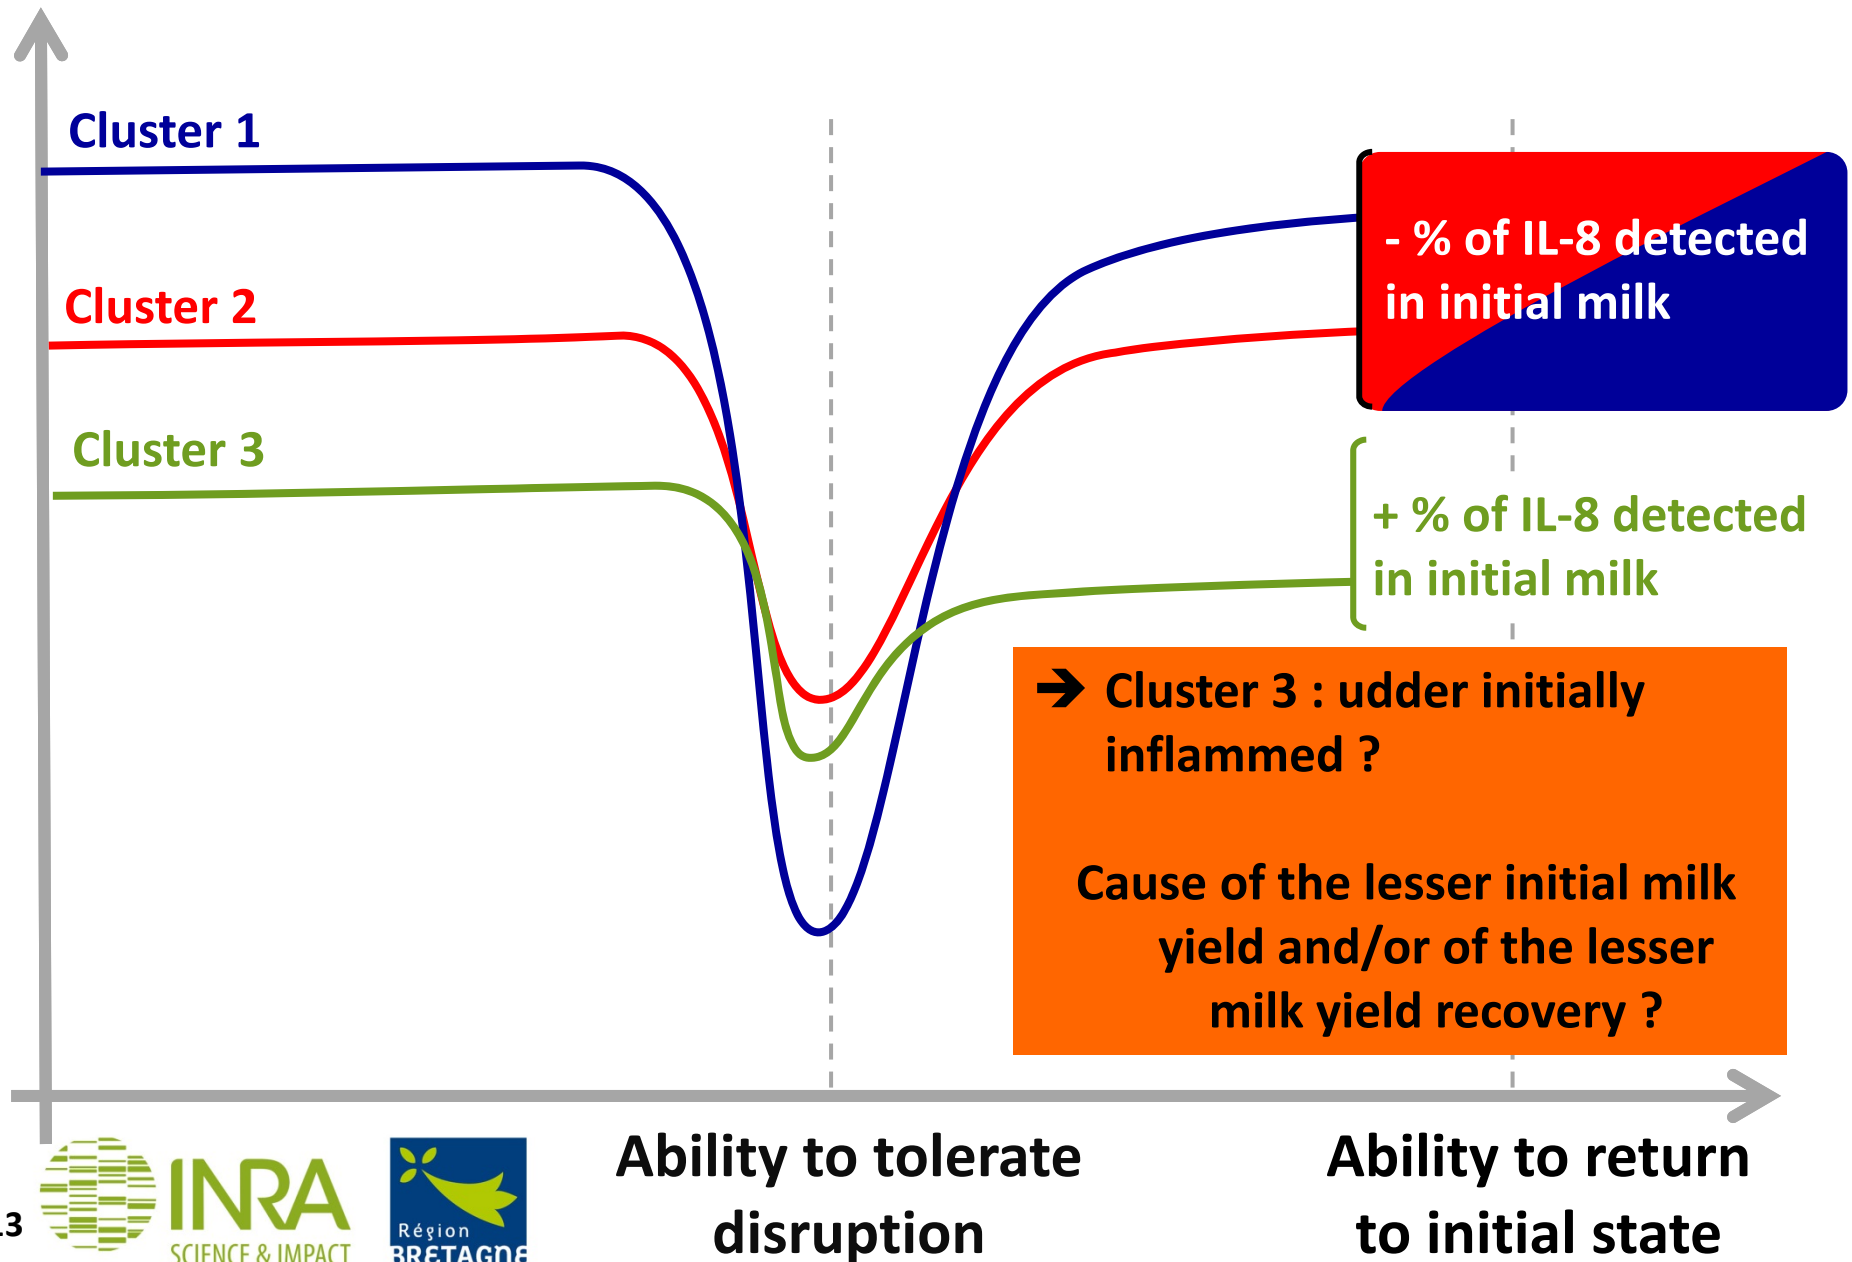 Cluster 1
Cluster 2
Cluster 3
- % of IL-8 detected
in initial milk
+ % of IL-8 detected
in initial milk
➔ Cluster 3 : udder initially
inflammed ?
Cause of the lesser initial milk
yield and/or of the lesser
milk yield recovery ?
Ability to tolerate
disruption
Ability to return
to initial state
.3
INRA
SCIENCE & IMPACT
Région
BRETAGNE